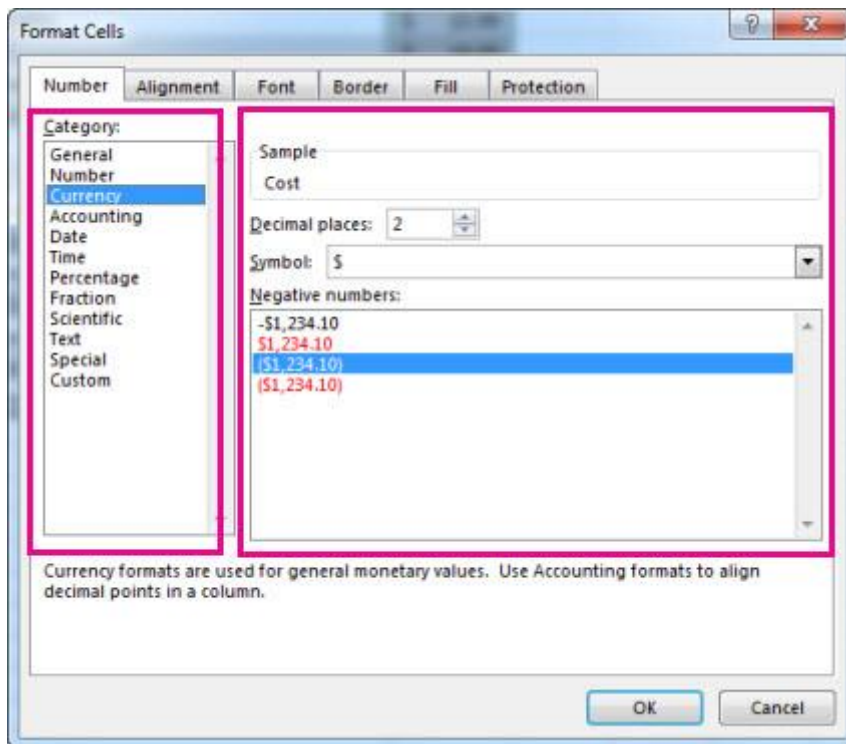 Format Cells
Number Alignment Font Border Fill Protection
Category:
General
Number
Currency
Accounting
Date
Time
Percentage
Fraction
Scientific
Text
Special
Custom
Sample
Cost
Decimal places: 2
Symbol: $
Negative numbers:
-$1,234.10
$1,234.10
($1,234.10)
($1,234.10)
Currency formats are used for general monetary values. Use Accounting formats to align
decimal points in a column.
OK Cancel